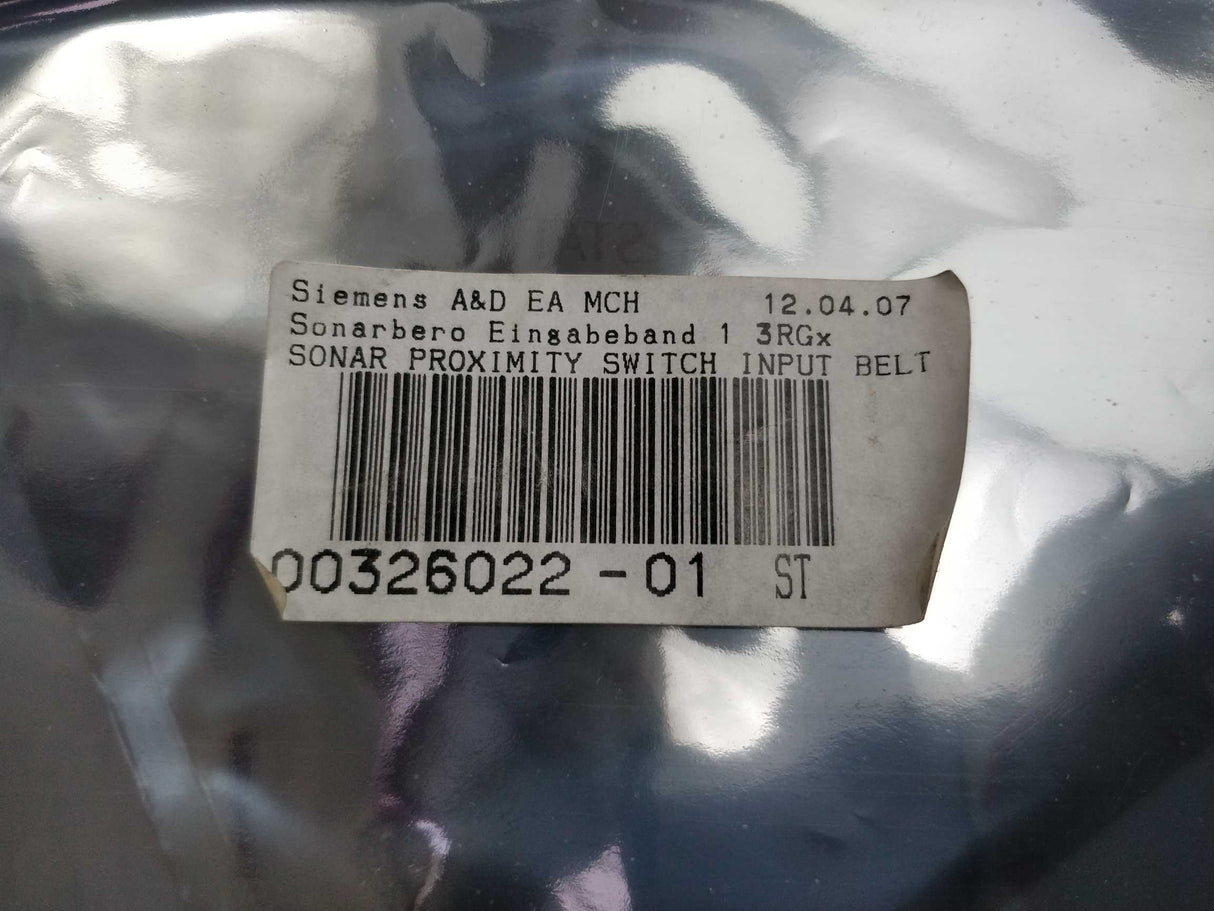 Siemens A&D EA MCH 12.04.07
Sonarbero Eingabeband 1 3RGx
SONAR PROXIMITY SWITCH INPUT BELT
00326022 -01 ST